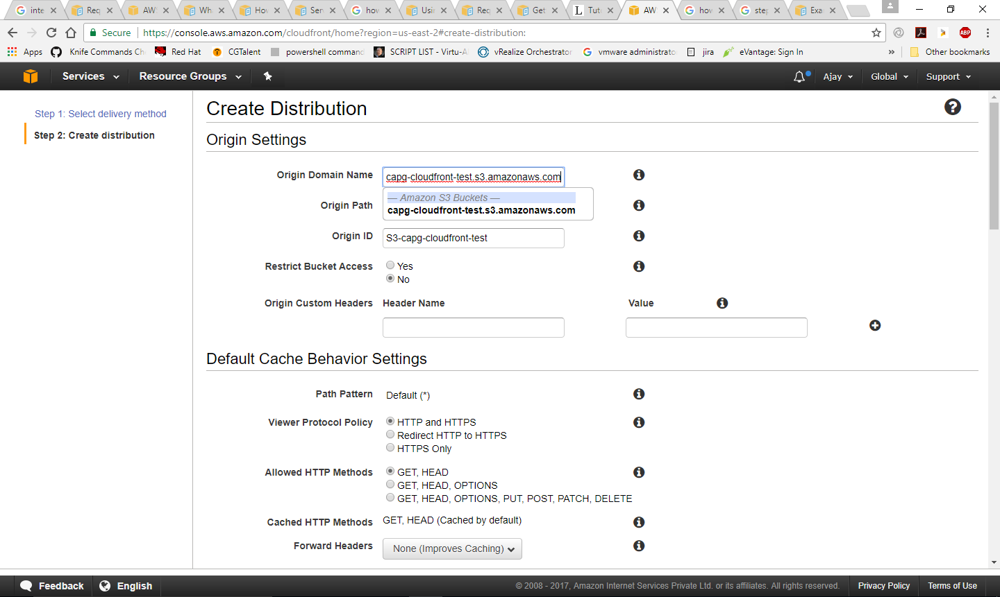 inte
Req
AWS
Wh
How
Serv
how
Usin
Req
Get
Tut
AWS
how
step
Exa
Secure
https://console.aws.amazon.com/cloudfront/home?region=us-east-2#create-distribution:
Apps
Knife Commands Ch
Red Hat
CGTalent
powershell command
SCRIPT LIST - Virtu-A
vRealize Orchestrator
vmware administrato
jira
eVantage: Sign In
»
Other bookmarks
Services
Resource Groups
Ajay
Global
Support
Step 1: Select delivery method
Step 2: Create distribution
Create Distribution
Origin Settings
Origin Domain Name
capg-cloudfront-test.s3.amazonaws.com
— Amazon S3 Buckets —
capg-cloudfront-test.s3.amazonaws.com
Origin Path
Origin ID
S3-capg-cloudfront-test
Restrict Bucket Access
Yes
No
Origin Custom Headers
Header Name
Value
Default Cache Behavior Settings
Path Pattern
Default (*)
Viewer Protocol Policy
HTTP and HTTPS
Redirect HTTP to HTTPS
HTTPS Only
Allowed HTTP Methods
GET, HEAD
GET, HEAD, OPTIONS
GET, HEAD, OPTIONS, PUT, POST, PATCH, DELETE
Cached HTTP Methods
GET, HEAD (Cached by default)
Forward Headers
None (Improves Caching)
Feedback
English
© 2008 - 2017, Amazon Internet Services Private Ltd. or its affiliates. All rights reserved.
Privacy Policy
Terms of Use